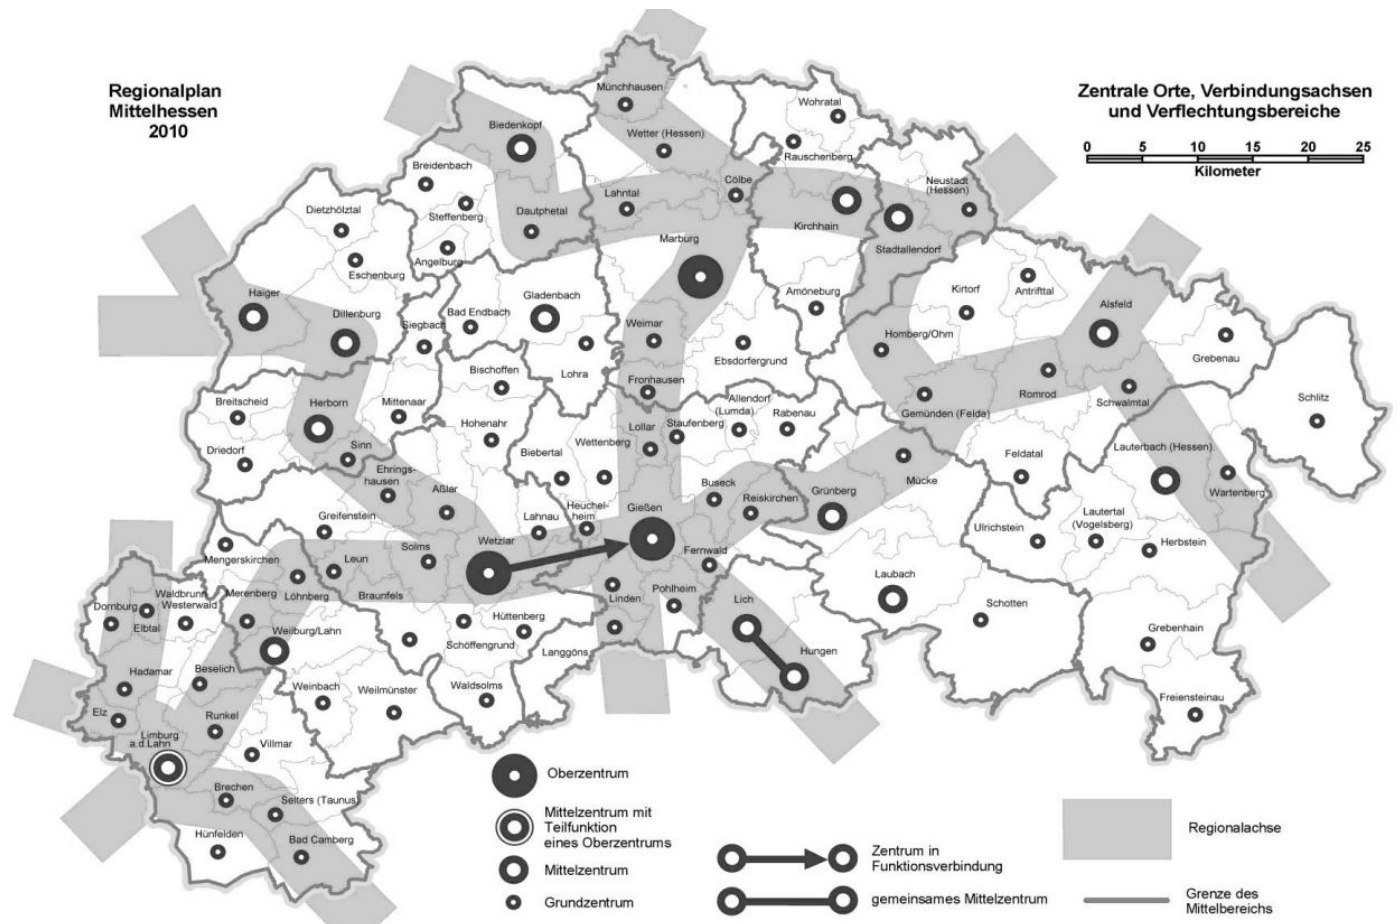 Regionalplan
Mittelhessen
2010
Zentrale Orte, Verbindungsachsen
und Verflechtungsbereiche
0 5 10 15 20 25
Kilometer
Münchhausen
Wohratal
Biedenkopf
Wetter (Hessen)
Rauschenberg
Breidenbach
Cölbe
Neustadt
(Hessen)
Lahntal
Dietzhölztal
Steffenberg
Dautphetal
Kirchhain
Marburg
Stadtallendorf
Angelburg
Eschenburg
Haiger
Dillenburg
Siegbach
Bad Endbach
Gladenbach
Weimar
Amöneburg
Kirtorf
Antrifttal
Alsfeld
Ebsdorfergrund
Homberg/Ohm
Grebenau
Bischoffen
Lohra
Fronhausen
Romrod
Schwalmtal
Schlitz
Breitscheid
Herborn
Mittenaar
Allendorf
(Lumda)
Rabenau
Gemünden (Felda)
Hohenahr
Lollar
Staufenberg
Driedorf
Sinn
Biebertal
Wettenberg
Lauterbach (Hessen)
Feldatal
Ehrings-
hausen
Aßlar
Buseck
Reiskirchen
Grünberg
Mücke
Wartenberg
Greifenstein
Lahnau
Heuchel-
heim
Gießen
Ulrichstein
Lautertal
(Vogelsberg)
Herbstein
Mengerskirchen
Leun
Solms
Wetzlar
Fernwald
Dornburg
Elbtal
Waldbrunn
Westerwald
Merenberg
Löhnberg
Braunfels
Linden
Pohlheim
Lich
Laubach
Schotten
Weilburg/Lahn
Schöffengrund
Hüttenberg
Langgöns
Hungen
Grebenhain
Hadamar
Beselich
Weinbach
Weilmünster
Waldsolms
Freiensteinau
Elz
Runkel
Limburg
a.d.Lahn
Villmar
Brechen
Selters (Taunus)
Hünfelden
Bad Camberg
Oberzentrum
Mittelzentrum mit
Teilfunktion
eines Oberzentrums
Mittelzentrum
Grundzentrum
Zentrum in
Funktionsverbindung
gemeinsames Mittelzentrum
Regionalachse
Grenze des
Mittelbereichs